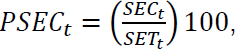 PSEC_t = (SEC_t / SET_t) 100,